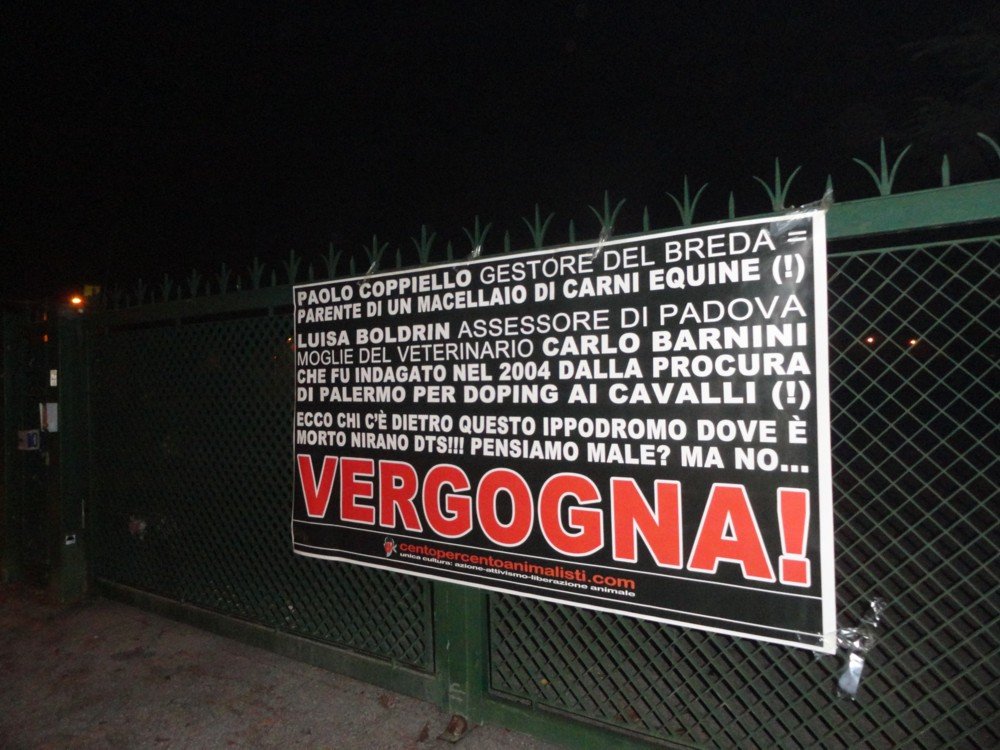 PAOLO COPPIELLO GESTORE DEL BREDA =
PARENTE DI UN MACELLAIO DI CARNI EQUINE (!)
LUISA BOLDRIN ASSESSORE DI PADOVA
MOGLIE DEL VETERINARIO CARLO BARNINI
CHE FU INDAGATO NEL 2004 DALLA PROCURA
DI PALERMO PER DOPING AI CAVALLI (!)
ECCO CHI C'È DIETRO QUESTO IPPODROMO DOVE È
MORTO NIRANO DTS!!! PENSIAMO MALE? MA NO...
VERGOGNA!
centopercentoanimalisti.com
unica cultura: azione-attivismo-liberazione animale